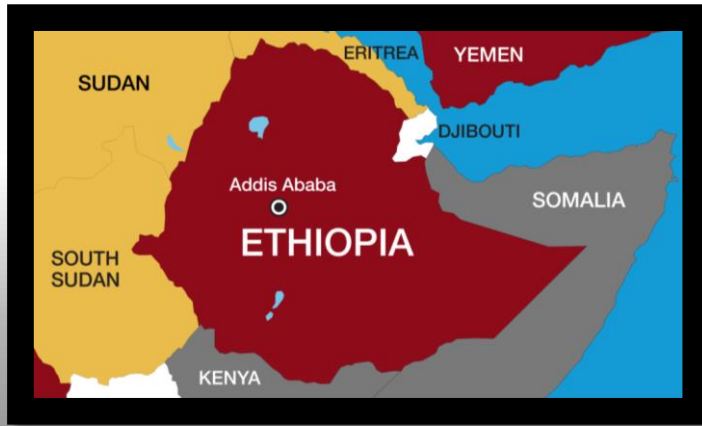 ERITREA
YEMEN
SUDAN
DJIBOUTI
Addis Ababa
SOMALIA
ETHIOPIA
SOUTH
SUDAN
KENYA